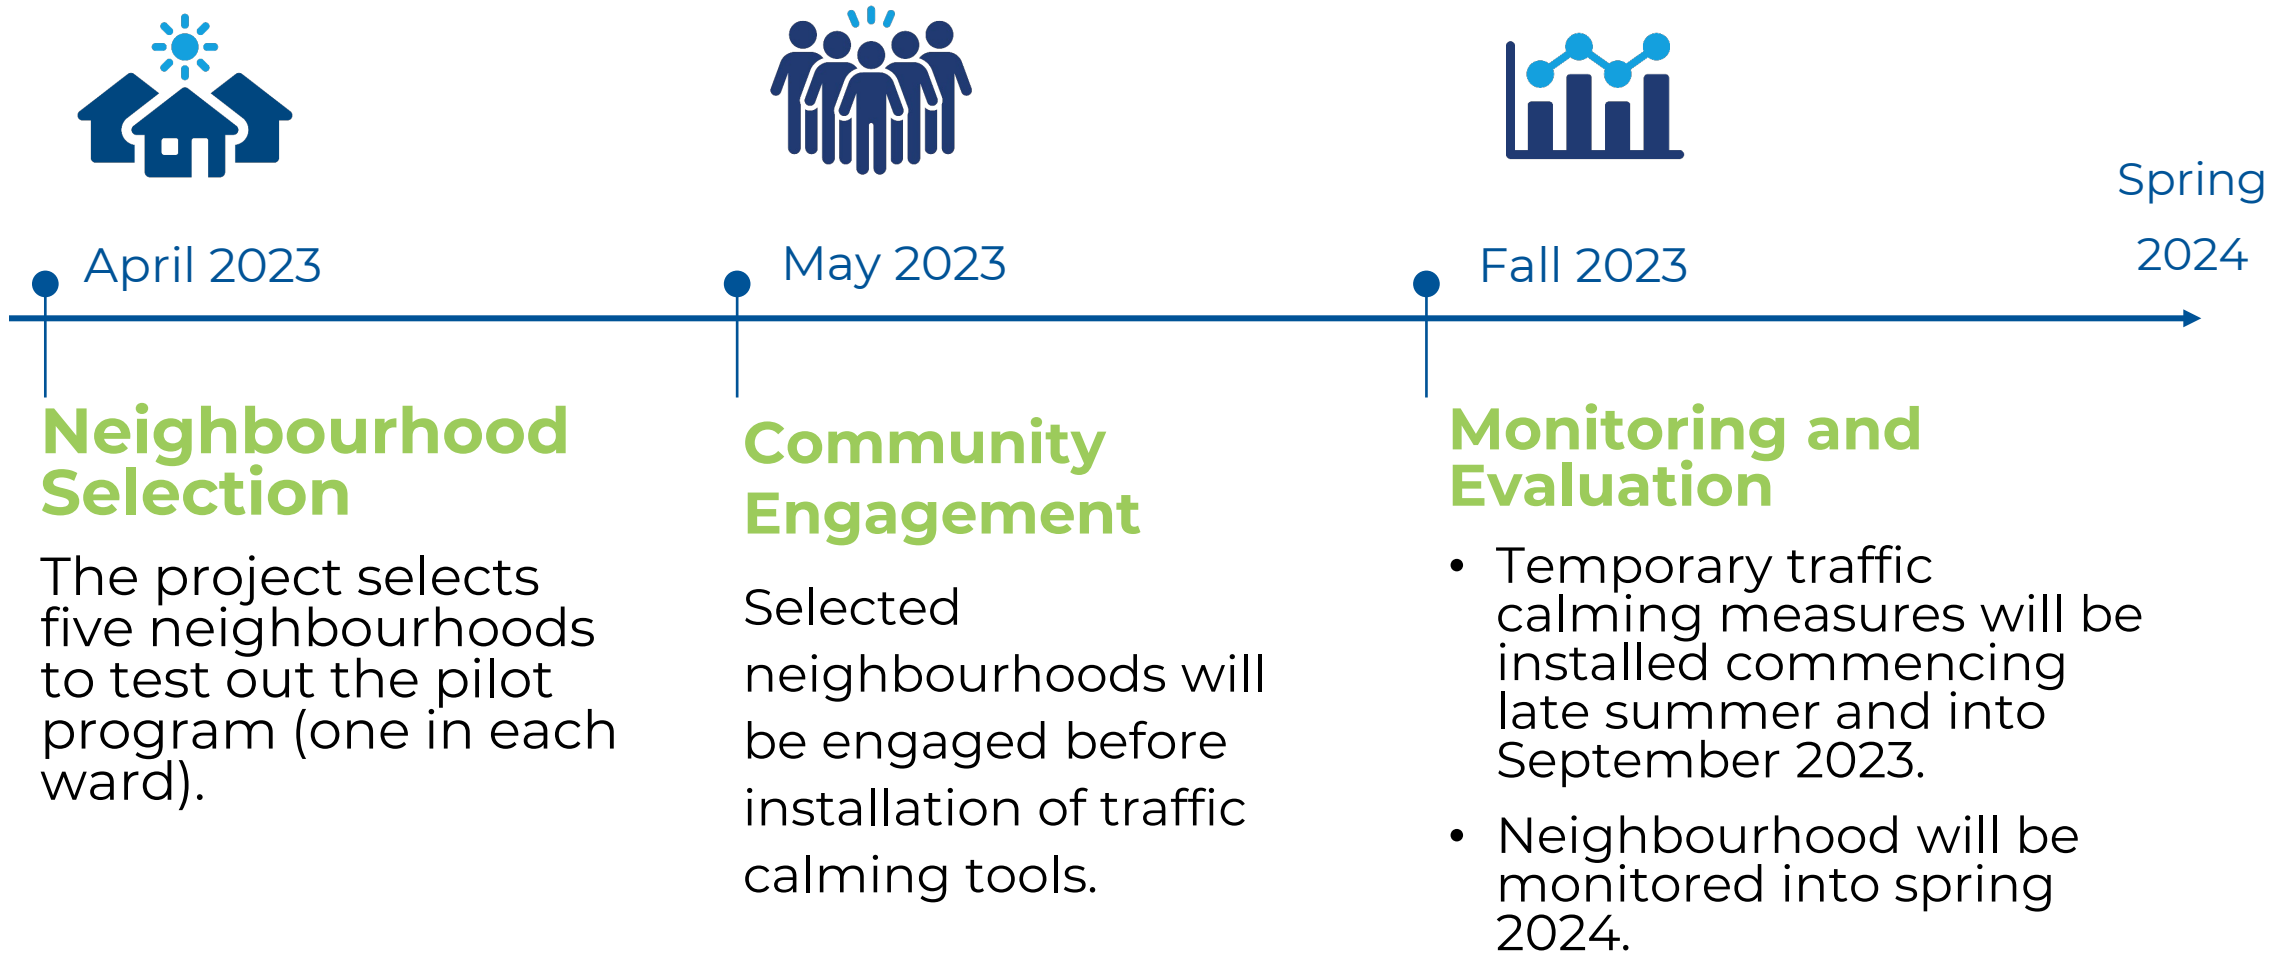 April 2023
Neighbourhood
Selection
The project selects
five neighbourhoods
to test out the pilot
program (one in each
ward).
May 2023
Community
Engagement
Selected
neighbourhoods will
be engaged before
installation of traffic
calming tools.
Fall 2023
Monitoring and
Evaluation
• Temporary traffic
calming measures will be
installed commencing
late summer and into
September 2023.
• Neighbourhood will be
monitored into spring
2024.
Spring
2024